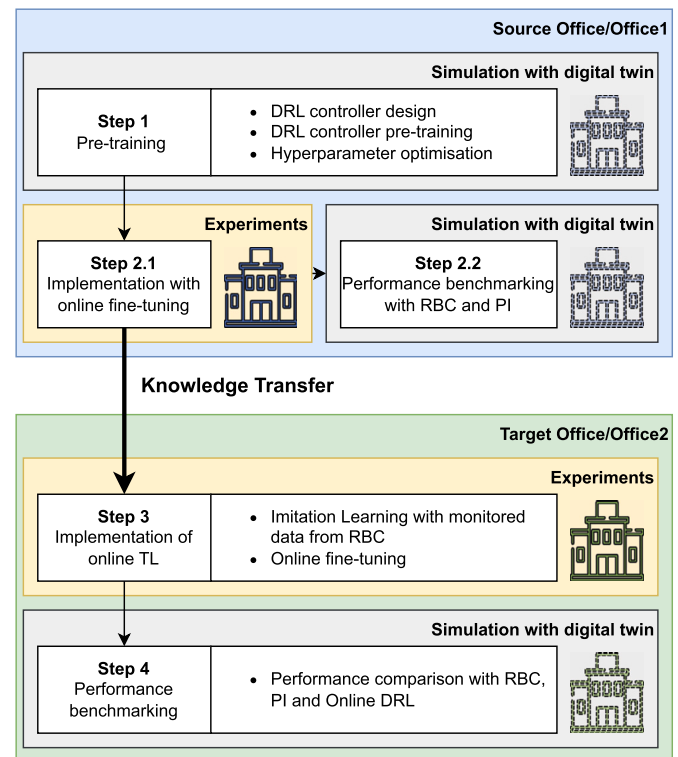 Source Office/Office1
Simulation with digital twin
Step 1
Pre-training
• DRL controller design
• DRL controller pre-training
• Hyperparameter optimisation
Experiments
Step 2.1
Implementation with
online fine-tuning
Simulation with digital twin
Step 2.2
Performance benchmarking
with RBC and PI
Knowledge Transfer
Target Office/Office2
Experiments
Step 3
Implementation of
online TL
• Imitation Learning with monitored
data from RBC
• Online fine-tuning
Simulation with digital twin
Step 4
Performance
benchmarking
• Performance comparison with RBC,
PI and Online DRL